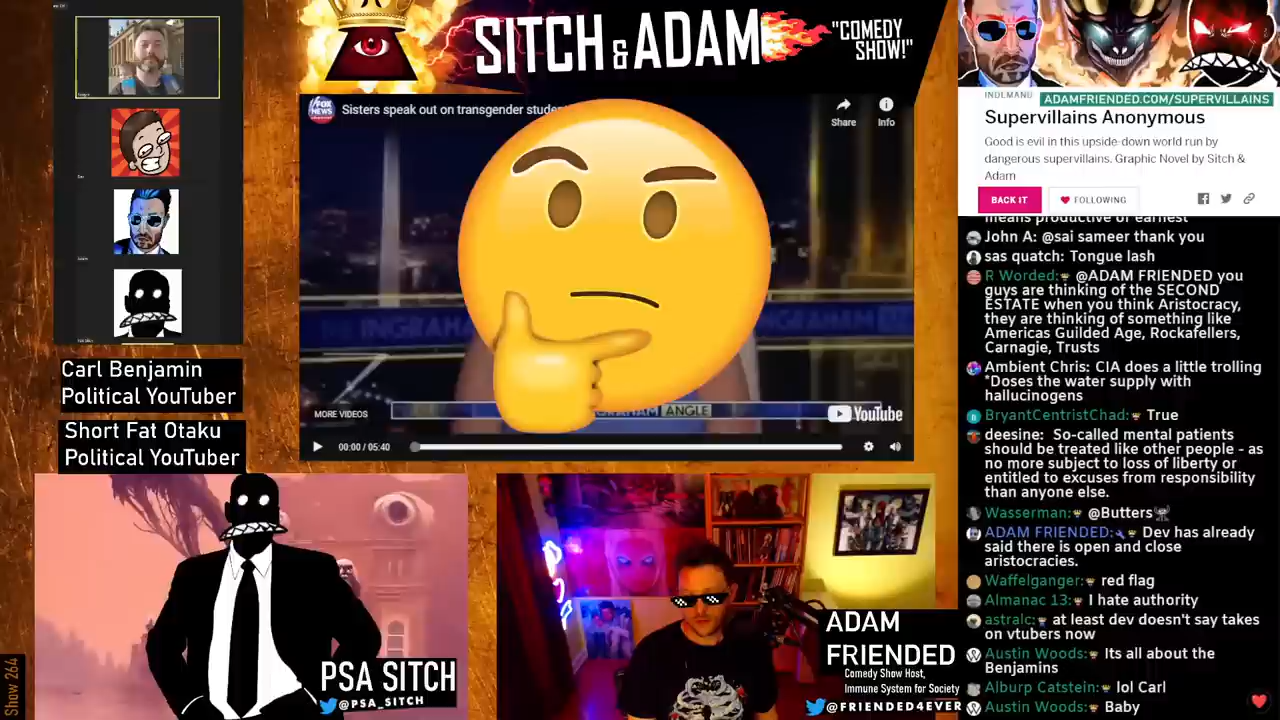 SITCH & ADAM
"COMEDY
SHOW!"
FOX
NEWS
Sisters speak out on transgender studen
Share
Info
INGRAHAM
INGRAHAM
MORE VIDEOS
GRAHAM ANGLE
YouTube
00:00 / 05:40
Carl Benjamin
Political YouTuber
Short Fat Otaku
Political YouTuber
Show 264
PSA SITCH
@PSA_SITCH
ADAM
FRIENDED
Comedy Show Host,
Immune System for Society
@FRIENDED4EVER
INDEMAND
ADAMFRIENDED.COM/SUPERVILLAINS
Supervillains Anonymous
Good is evil in this upside-down world run by
dangerous supervillains. Graphic Novel by Sitch &
Adam
BACK IT
FOLLOWING
means productive of earnest
John A: @sai sameer thank you
sas quatch: Tongue lash
R Worded: @ADAM FRIENDED you
guys are thinking of the SECOND
ESTATE when you think Aristocracy,
they are thinking of something like
Americas Guilded Age, Rockafellers,
Carnagie, Trusts
Ambient Chris: CIA does a little trolling
*Doses the water supply with
hallucinogens
BryantCentristChad: True
deesine: So-called mental patients
should be treated like other people - as
no more subject to loss of liberty or
entitled to excuses from responsibility
than anyone else.
Wasserman: @Butters
ADAM FRIENDED: Dev has already
said there is open and close
aristocracies.
Waffelganger: red flag
Almanac 13: I hate authority
astralc: at least dev doesn't say takes
on vtubers now
Austin Woods: Its all about the
Benjamins
Alburp Catstein: lol Carl
Austin Woods: Baby